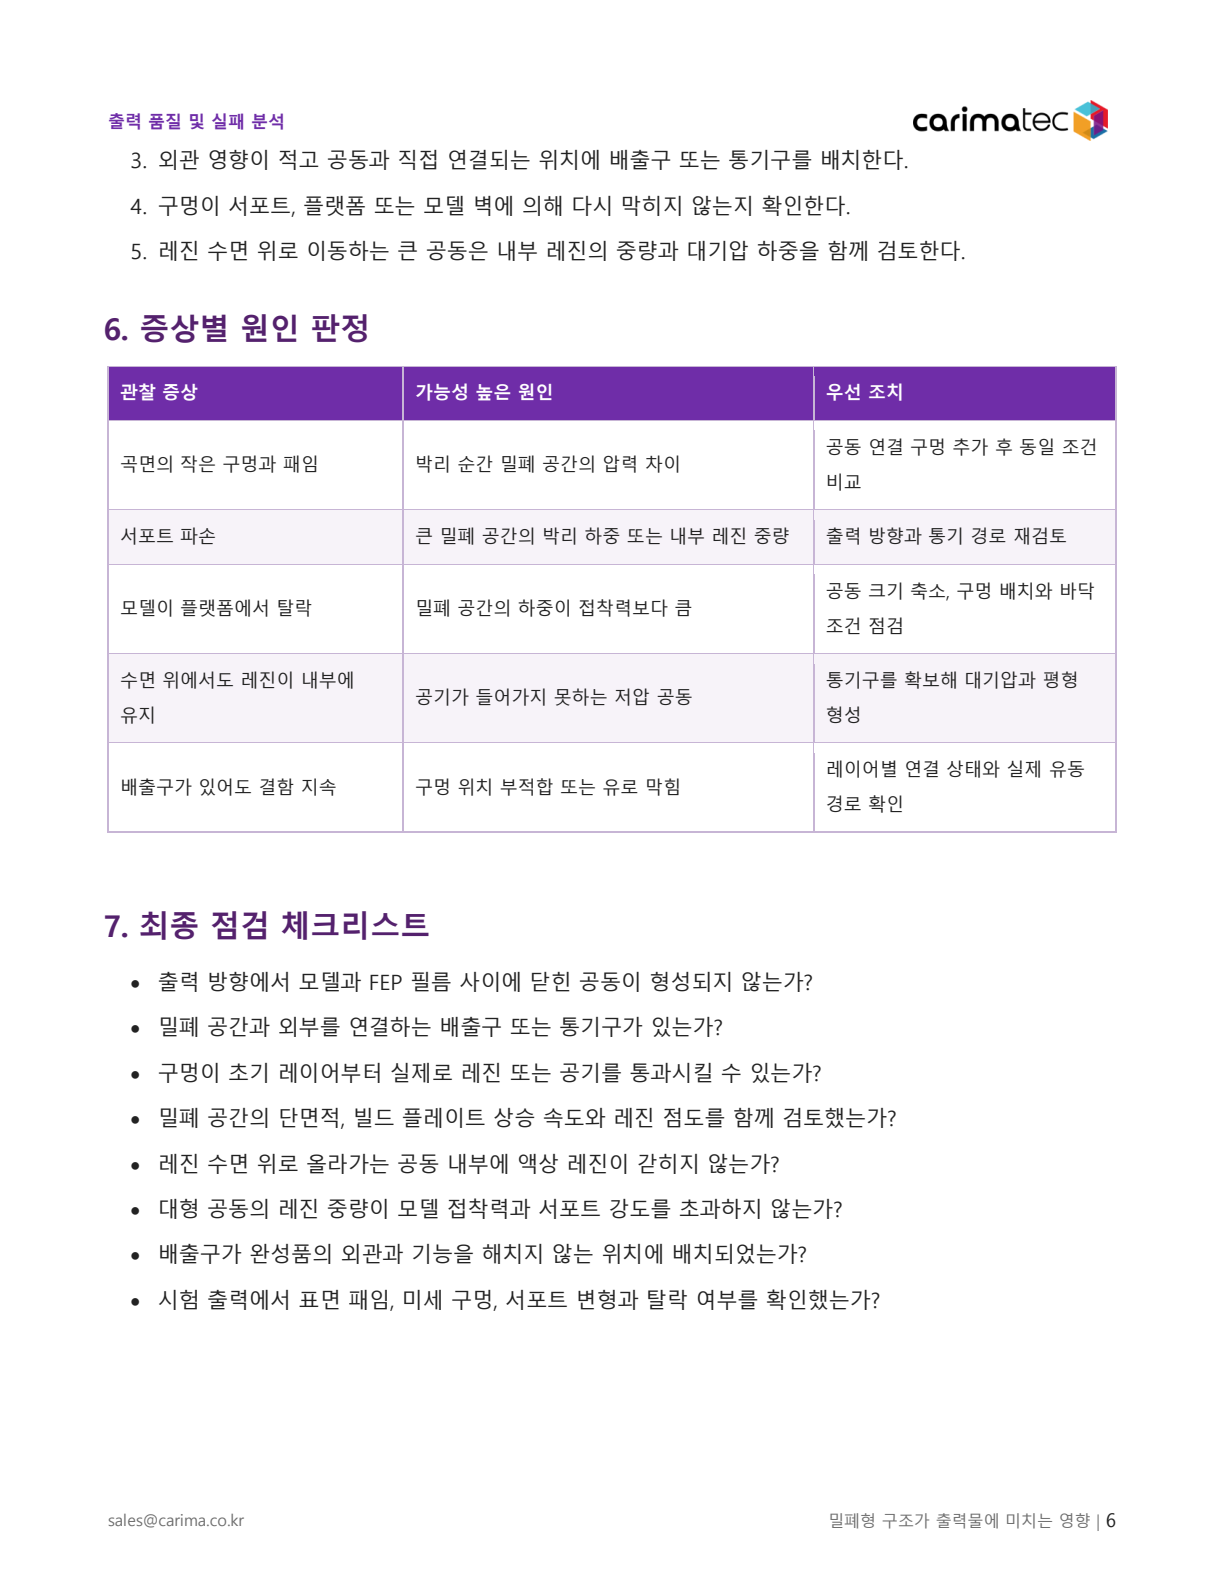 출력 품질 및 실패 분석
carimatec
3. 외관 영향이 적고 공동과 직접 연결되는 위치에 배출구 또는 통기구를 배치한다.
4. 구멍이 서포트, 플랫폼 또는 모델 벽에 의해 다시 막히지 않는지 확인한다.
5. 레진 수면 위로 이동하는 큰 공동은 내부 레진의 중량과 대기압 하중을 함께 검토한다.
6. 증상별 원인 판정
관찰 증상
가능성 높은 원인
우선 조치
곡면의 작은 구멍과 패임
박리 순간 밀폐 공간의 압력 차이
공동 연결 구멍 추가 후 동일 조건
비교
서포트 파손
큰 밀폐 공간의 박리 하중 또는 내부 레진 중량
출력 방향과 통기 경로 재검토
모델이 플랫폼에서 탈락
밀폐 공간의 하중이 접착력보다 큼
공동 크기 축소, 구멍 배치와 바닥
조건 점검
수면 위에서도 레진이 내부에
유지
공기가 들어가지 못하는 저압 공동
통기구를 확보해 대기압과 평형
형성
배출구가 있어도 결함 지속
구멍 위치 부적합 또는 유로 막힘
레이어별 연결 상태와 실제 유동
경로 확인
7. 최종 점검 체크리스트
• 출력 방향에서 모델과 FEP 필름 사이에 닫힌 공동이 형성되지 않는가?
• 밀폐 공간과 외부를 연결하는 배출구 또는 통기구가 있는가?
• 구멍이 초기 레이어부터 실제로 레진 또는 공기를 통과시킬 수 있는가?
• 밀폐 공간의 단면적, 빌드 플레이트 상승 속도와 레진 점도를 함께 검토했는가?
• 레진 수면 위로 올라가는 공동 내부에 액상 레진이 갇히지 않는가?
• 대형 공동의 레진 중량이 모델 접착력과 서포트 강도를 초과하지 않는가?
• 배출구가 완성품의 외관과 기능을 해치지 않는 위치에 배치되었는가?
• 시험 출력에서 표면 패임, 미세 구멍, 서포트 변형과 탈락 여부를 확인했는가?
sales@carima.co.kr
밀폐형 구조가 출력물에 미치는 영향 | 6